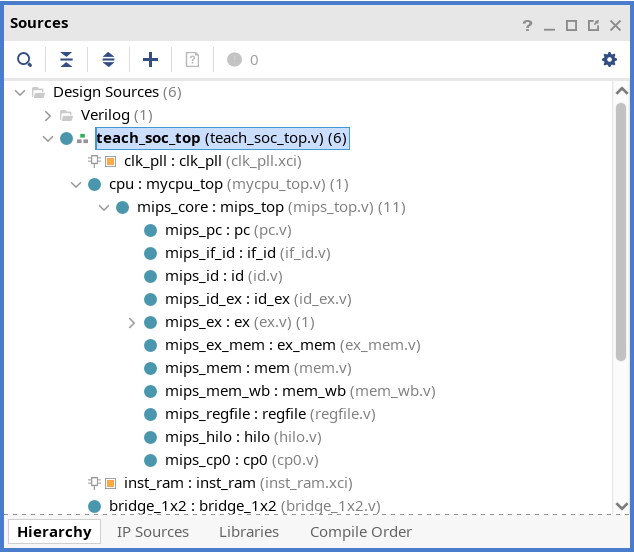 Sources
? 0
Design Sources (6)
Verilog (1)
teach_soc_top (teach_soc_top.v) (6)
clk_pll : clk_pll (clk_pll.xci)
cpu : mycpu_top (mycpu_top.v) (1)
mips_core : mips_top (mips_top.v) (11)
mips_pc : pc (pc.v)
mips_if_id : if_id (if_id.v)
mips_id : id (id.v)
mips_id_ex : id_ex (id_ex.v)
mips_ex : ex (ex.v) (1)
mips_ex_mem : ex_mem (ex_mem.v)
mips_mem : mem (mem.v)
mips_mem_wb : mem_wb (mem_wb.v)
mips_regfile : regfile (regfile.v)
mips_hilo : hilo (hilo.v)
mips_cp0 : cp0 (cp0.v)
inst_ram : inst_ram (inst_ram.xci)
bridge_1x2 : bridge_1x2 (bridge_1x2.v)
Hierarchy IP Sources Libraries Compile Order